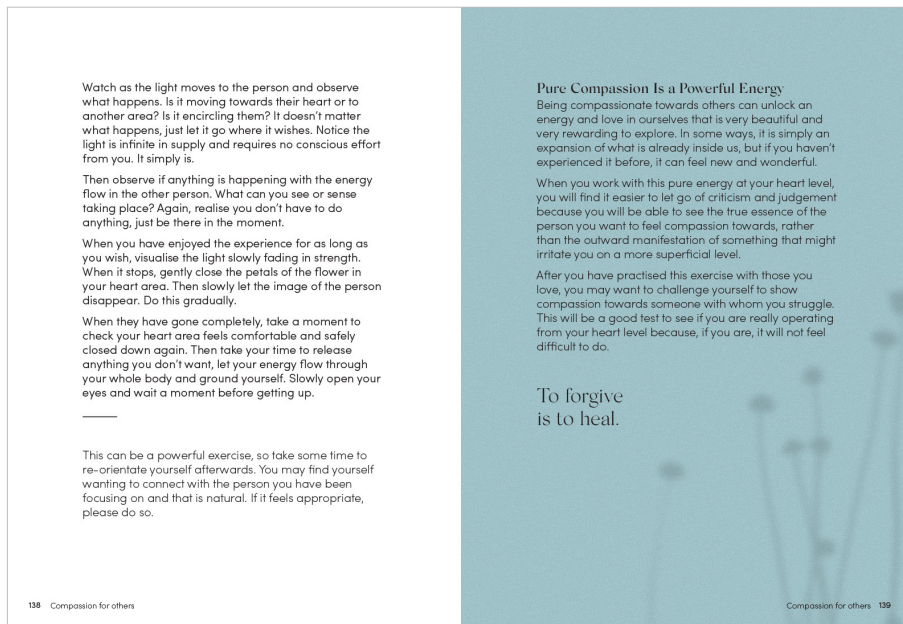 Watch as the light moves to the person and observe
what happens. Is it moving towards their heart or to
another area? Is it encircling them? It doesn’t matter
what happens, just let it go where it wishes. Notice the
light is infinite in supply and requires no conscious effort
from you. It simply is.
Then observe if anything is happening with the energy
flow in the other person. What can you see or sense
taking place? Again, realise you don’t have to do
anything, just be there in the moment.
When you have enjoyed the experience for as long as
you wish, visualise the light slowly fading in strength.
When it stops, gently close the petals of the flower in
your heart area. Then slowly let the image of the person
disappear. Do this gradually.
When they have gone completely, take a moment to
check your heart area feels comfortable and safely
closed down again. Then take your time to release
anything you don’t want, let your energy flow through
your whole body and ground yourself. Slowly open your
eyes and wait a moment before getting up.
This can be a powerful exercise, so take some time to
re-orientate yourself afterwards. You may find yourself
wanting to connect with the person you have been
focusing on and that is natural. If it feels appropriate,
please do so.
138 Compassion for others
Pure Compassion Is a Powerful Energy
Being compassionate towards others can unlock an
energy and love in ourselves that is very beautiful and
very rewarding to explore. In some ways, it is simply an
expansion of what is already inside us, but if you haven’t
experienced it before, it can feel new and wonderful.
When you work with this pure energy at your heart level,
you will find it easier to let go of criticism and judgement
because you will be able to see the true essence of the
person you want to feel compassion towards, rather
than the outward manifestation of something that might
irritate you on a more superficial level.
After you have practised this exercise with those you
love, you may want to challenge yourself to show
compassion towards someone with whom you struggle.
This will be a good test to see if you are really operating
from your heart level because, if you are, it will not feel
difficult to do.
To forgive
is to heal.
Compassion for others 139